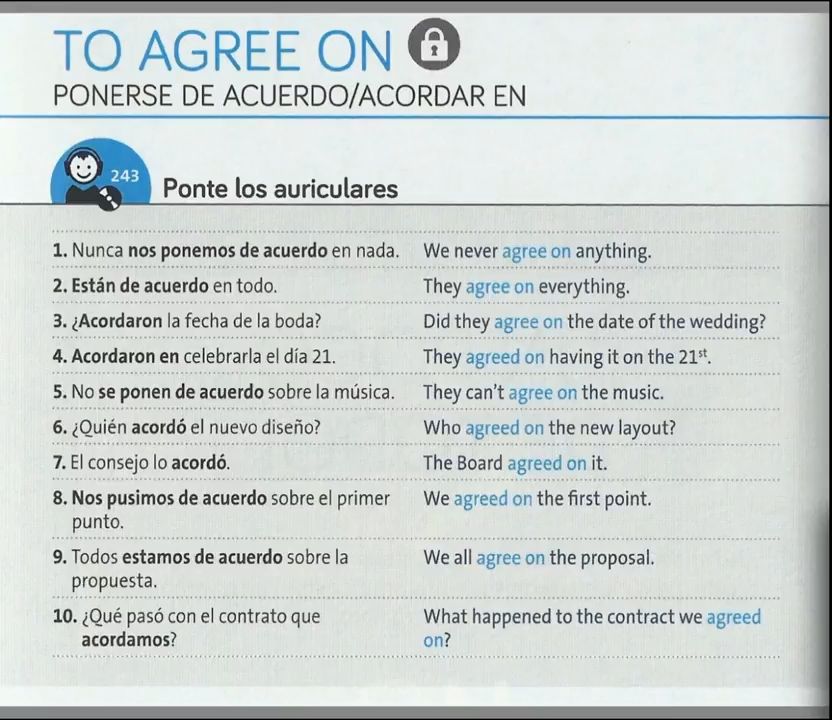 TO AGREE ON
PONERSE DE ACUERDO/ACORDAR EN
243
Ponte los auriculares
1. Nunca nos ponemos de acuerdo en nada. We never agree on anything.
2. Están de acuerdo en todo. They agree on everything.
3. ¿Acordaron la fecha de la boda? Did they agree on the date of the wedding?
4. Acordaron en celebrarla el día 21. They agreed on having it on the 21st.
5. No se ponen de acuerdo sobre la música. They can't agree on the music.
6. ¿Quién acordó el nuevo diseño? Who agreed on the new layout?
7. El consejo lo acordó. The Board agreed on it.
8. Nos pusimos de acuerdo sobre el primer We agreed on the first point.
punto.
9. Todos estamos de acuerdo sobre la We all agree on the proposal.
propuesta.
10. ¿Qué pasó con el contrato que What happened to the contract we agreed
acordamos? on?